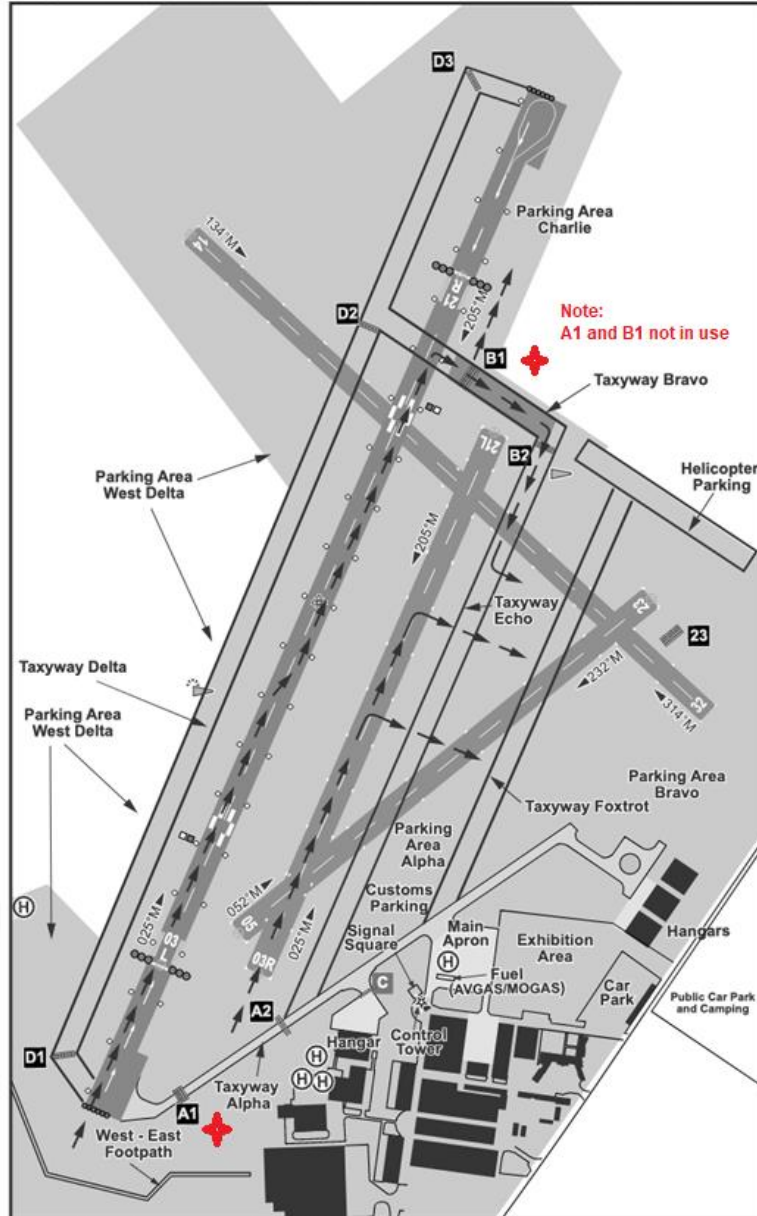 D3
Parking Area
Charlie
134°M
14
21
R
205°M
D2
Note:
A1 and B1 not in use
B1
Taxyway Bravo
21L
B2
Helicopter
Parking
Parking Area
West Delta
205°M
Taxyway
Echo
23
23
232°M
314°M
32
Taxyway Delta
Parking Area
West Delta
Parking Area
Bravo
Taxyway Foxtrot
Parking
Area
Alpha
052°M
05
Customs
Parking
H
025°M
03
L
03R
025°M
Signal
Square
Main
Apron
H
Exhibition
Area
Hangars
Fuel
(AVGAS/MOGAS)
C
Car
Park
Public Car Park
and Camping
A2
Hangar
Control
Tower
D1
H
H
H
Taxyway
Alpha
A1
West - East
Footpath